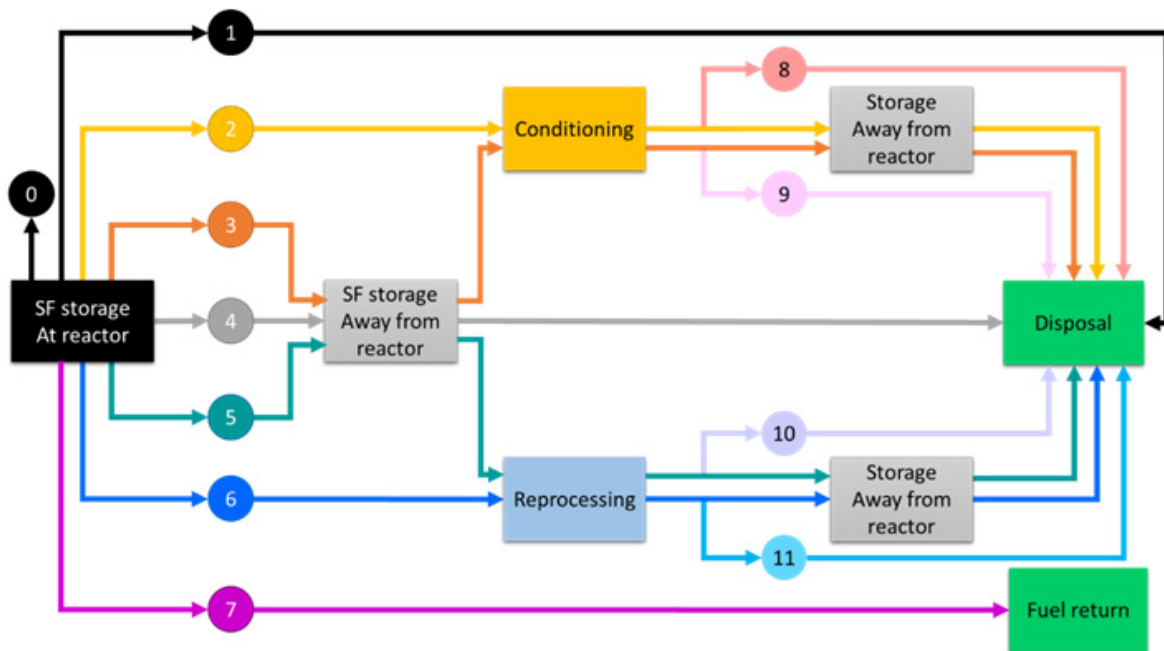 1
8
2
Conditioning
Storage
Away from
reactor
0
9
3
SF storage
At reactor
4
SF storage
Away from
reactor
Disposal
5
10
6
Reprocessing
Storage
Away from
reactor
11
7
Fuel return